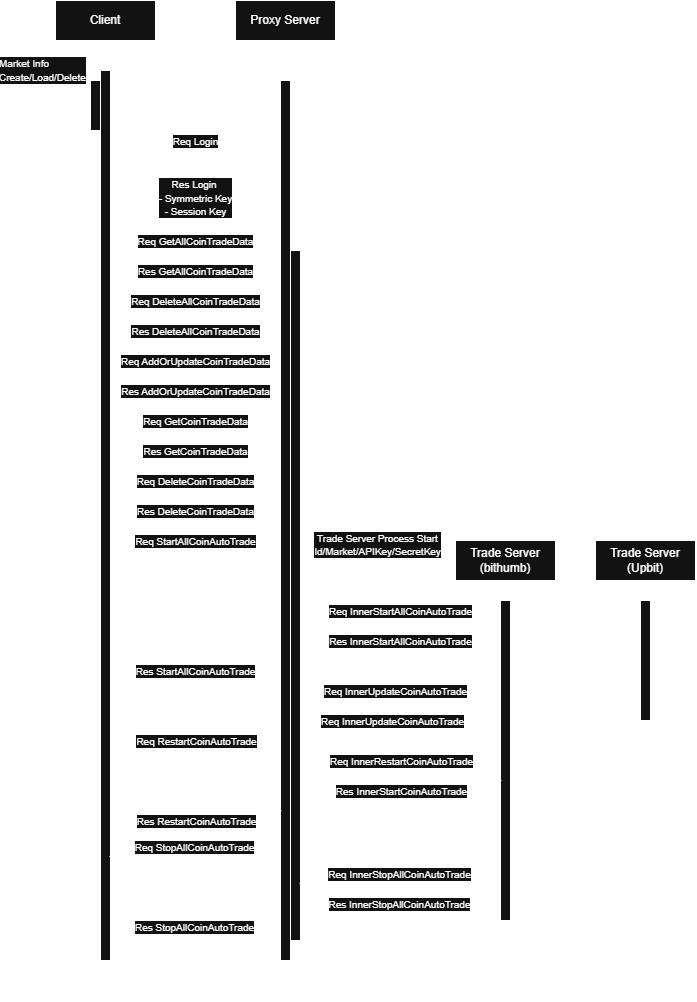 Client
Proxy Server
Market Info
Create/Load/Delete
Req Login
Res Login
- Symmetric Key
- Session Key
Req GetAllCoinTradeData
Res GetAllCoinTradeData
Req DeleteAllCoinTradeData
Res DeleteAllCoinTradeData
Req AddOrUpdateCoinTradeData
Res AddOrUpdateCoinTradeData
Req GetCoinTradeData
Res GetCoinTradeData
Req DeleteCoinTradeData
Res DeleteCoinTradeData
Req StartAllCoinAutoTrade
Trade Server Process Start
Id/Market/APIKey/SecretKey
Trade Server
(bithumb)
Trade Server
(Upbit)
Req InnerStartAllCoinAutoTrade
Res InnerStartAllCoinAutoTrade
Res StartAllCoinAutoTrade
Req InnerUpdateCoinAutoTrade
Req InnerUpdateCoinAutoTrade
Req RestartCoinAutoTrade
Req InnerRestartCoinAutoTrade
Res InnerStartCoinAutoTrade
Res RestartCoinAutoTrade
Req StopAllCoinAutoTrade
Req InnerStopAllCoinAutoTrade
Res InnerStopAllCoinAutoTrade
Res StopAllCoinAutoTrade